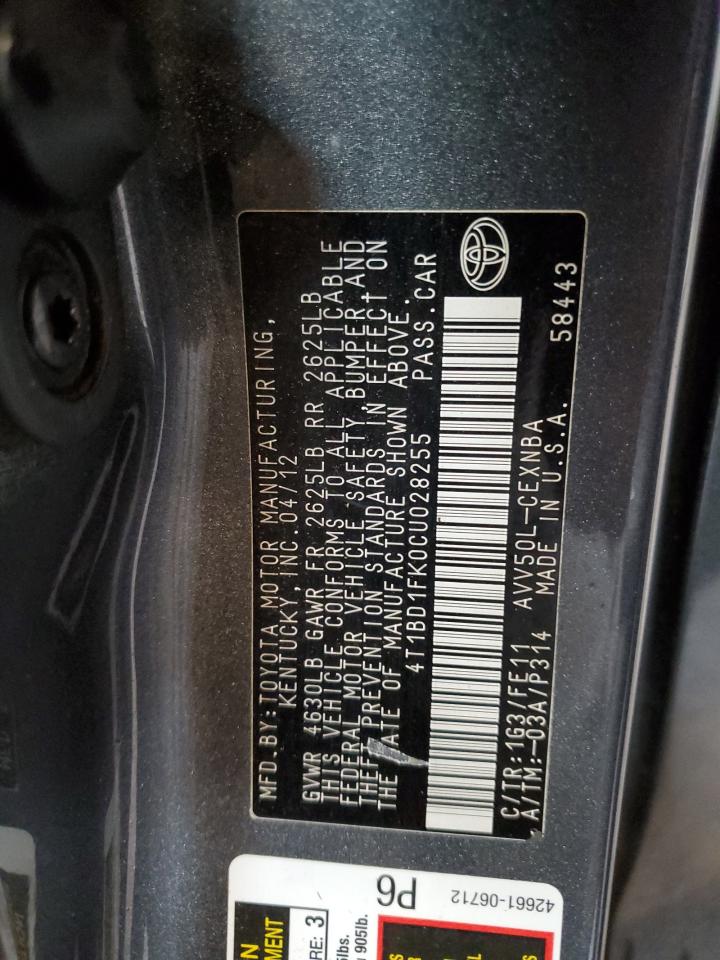 MFD.BY:TOYOTA MOTOR MANUFACTURING,
KENTUCKY, INC.04/12
GVWR 4630LB GAWR FR 2625LB RR 2625LB
THIS VEHICLE CONFORMS TO ALL APPLICABLE
FEDERAL MOTOR VEHICLE SAFETY, BUMPER, AND
THEFT PREVENTION STANDARDS IN EFFECT ON
THE DATE OF MANUFACTURE SHOWN ABOVE.
4T1BD1FK0CU028255 PASS.CAR
C/TR:1G3/FE11 AVV50L-CEXNBA
A/TM:-03A/P314 MADE IN U.S.A. 58443
P6
42661-06712
RE: 3
905lb.